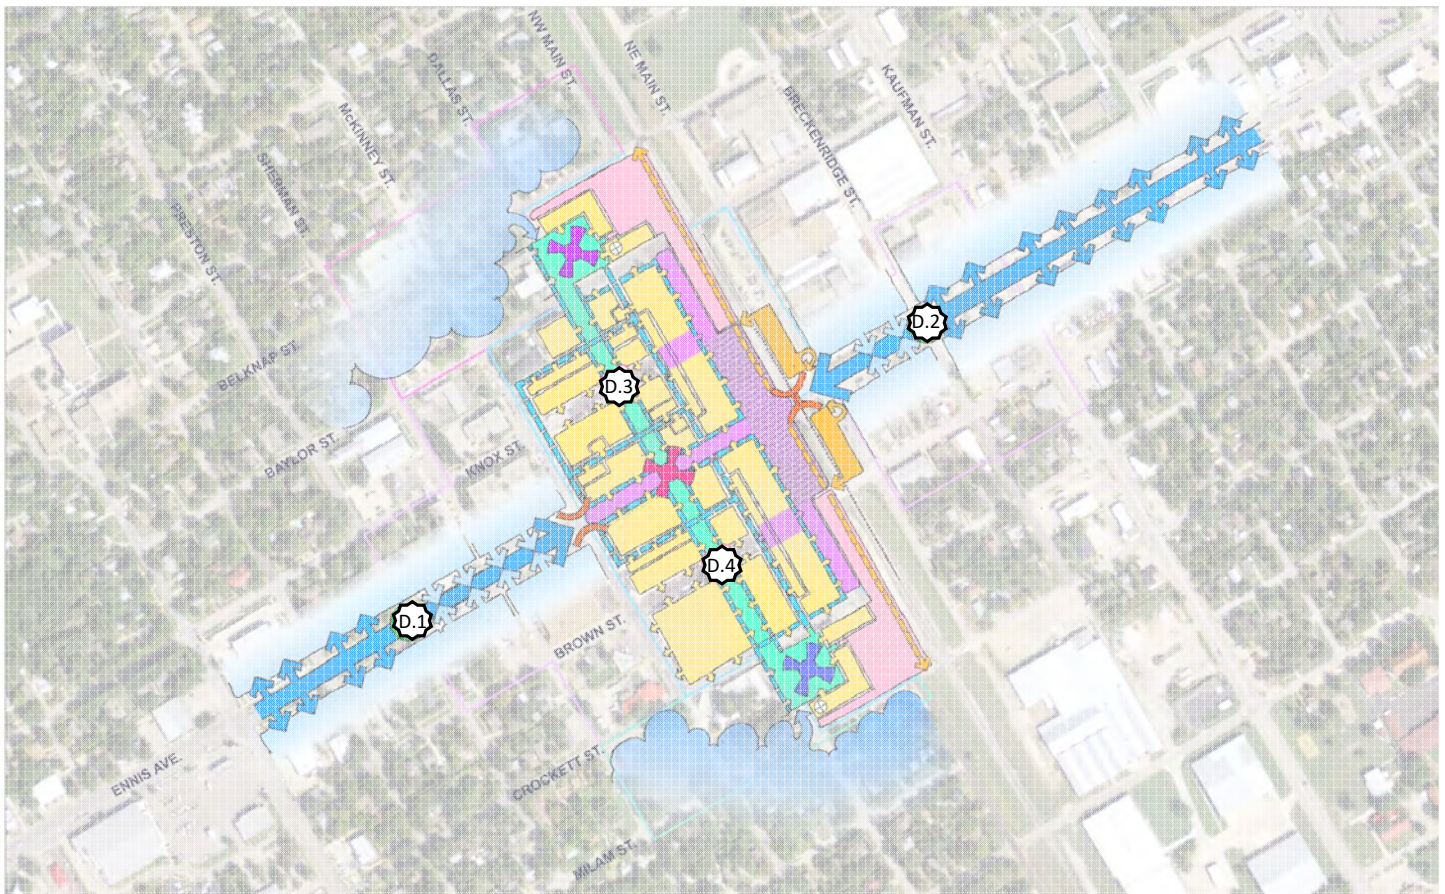 NW MAIN ST.
NE MAIN ST.
DALLAS ST.
KAUFMAN ST.
BRECKENRIDGE ST.
McKINNEY ST.
SHERMAN ST.
PRESTON ST.
D.2
BELKNAP ST.
D.3
BAYLOR ST.
KNOX ST.
D.4
D.1
BROWN ST.
ENNIS AVE.
CROCKETT ST.
MILAM ST.